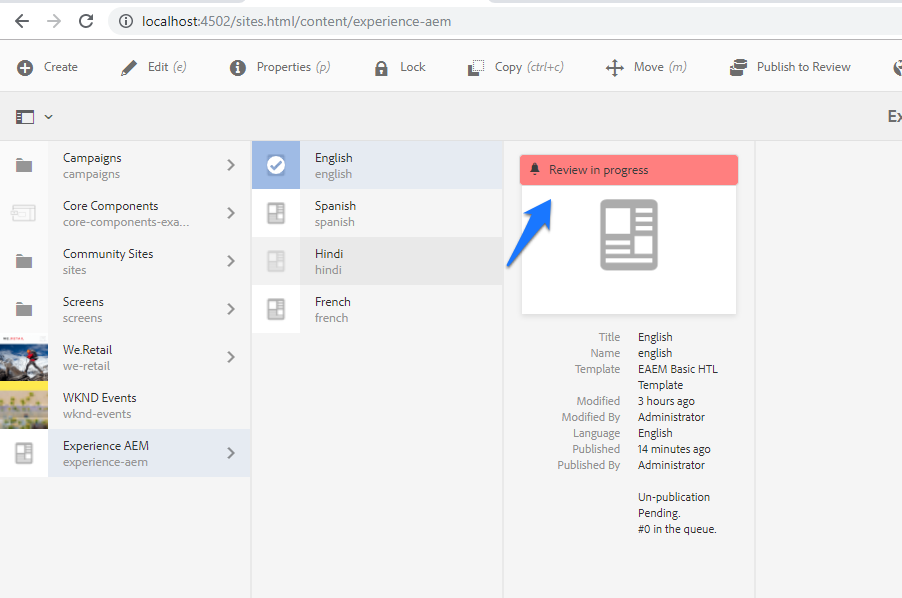 localhost:4502/sites.html/content/experience-aem
Create
Edit (e)
Properties (p)
Lock
Copy (ctrl+c)
Move (m)
Publish to Review
Ex
Campaigns
campaigns
Core Components
core-components-exa...
Community Sites
sites
Screens
screens
We.Retail
we-retail
WKND Events
wknd-events
Experience AEM
experience-aem
English
english
Spanish
spanish
Hindi
hindi
French
french
Review in progress
Title English
Name english
Template EAEM Basic HTL
Template
Modified 3 hours ago
Modified By Administrator
Language English
Published 14 minutes ago
Published By Administrator
Un-publication
Pending.
#0 in the queue.